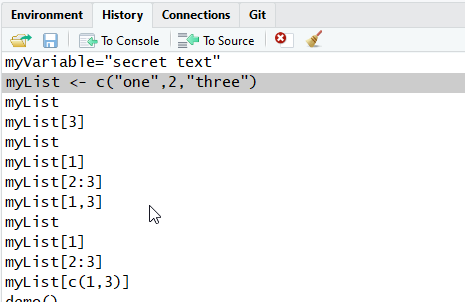 Environment History Connections Git
To Console To Source
myVariable="secret text"
myList <- c("one",2,"three")
myList
myList[3]
myList
myList[1]
myList[2:3]
myList[1,3]
myList
myList[1]
myList[2:3]
myList[c(1,3)]
demo()